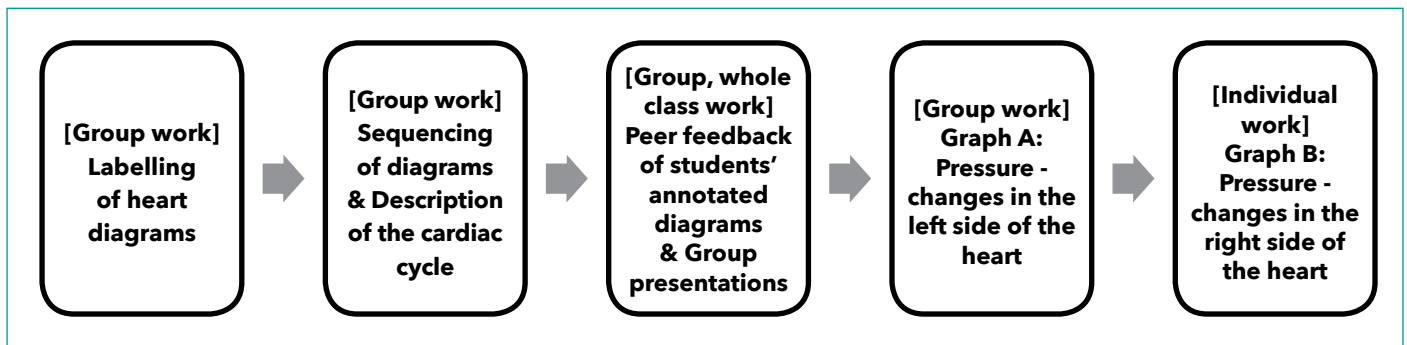 [Group work]
Labelling
of heart
diagrams
[Group work]
Sequencing
of diagrams
& Description
of the cardiac
cycle
[Group, whole
class work]
Peer feedback
of students’
annotated
diagrams
& Group
presentations
[Group work]
Graph A:
Pressure -
changes in the
left side of the
heart
[Individual
work]
Graph B:
Pressure -
changes in the
right side of
the heart